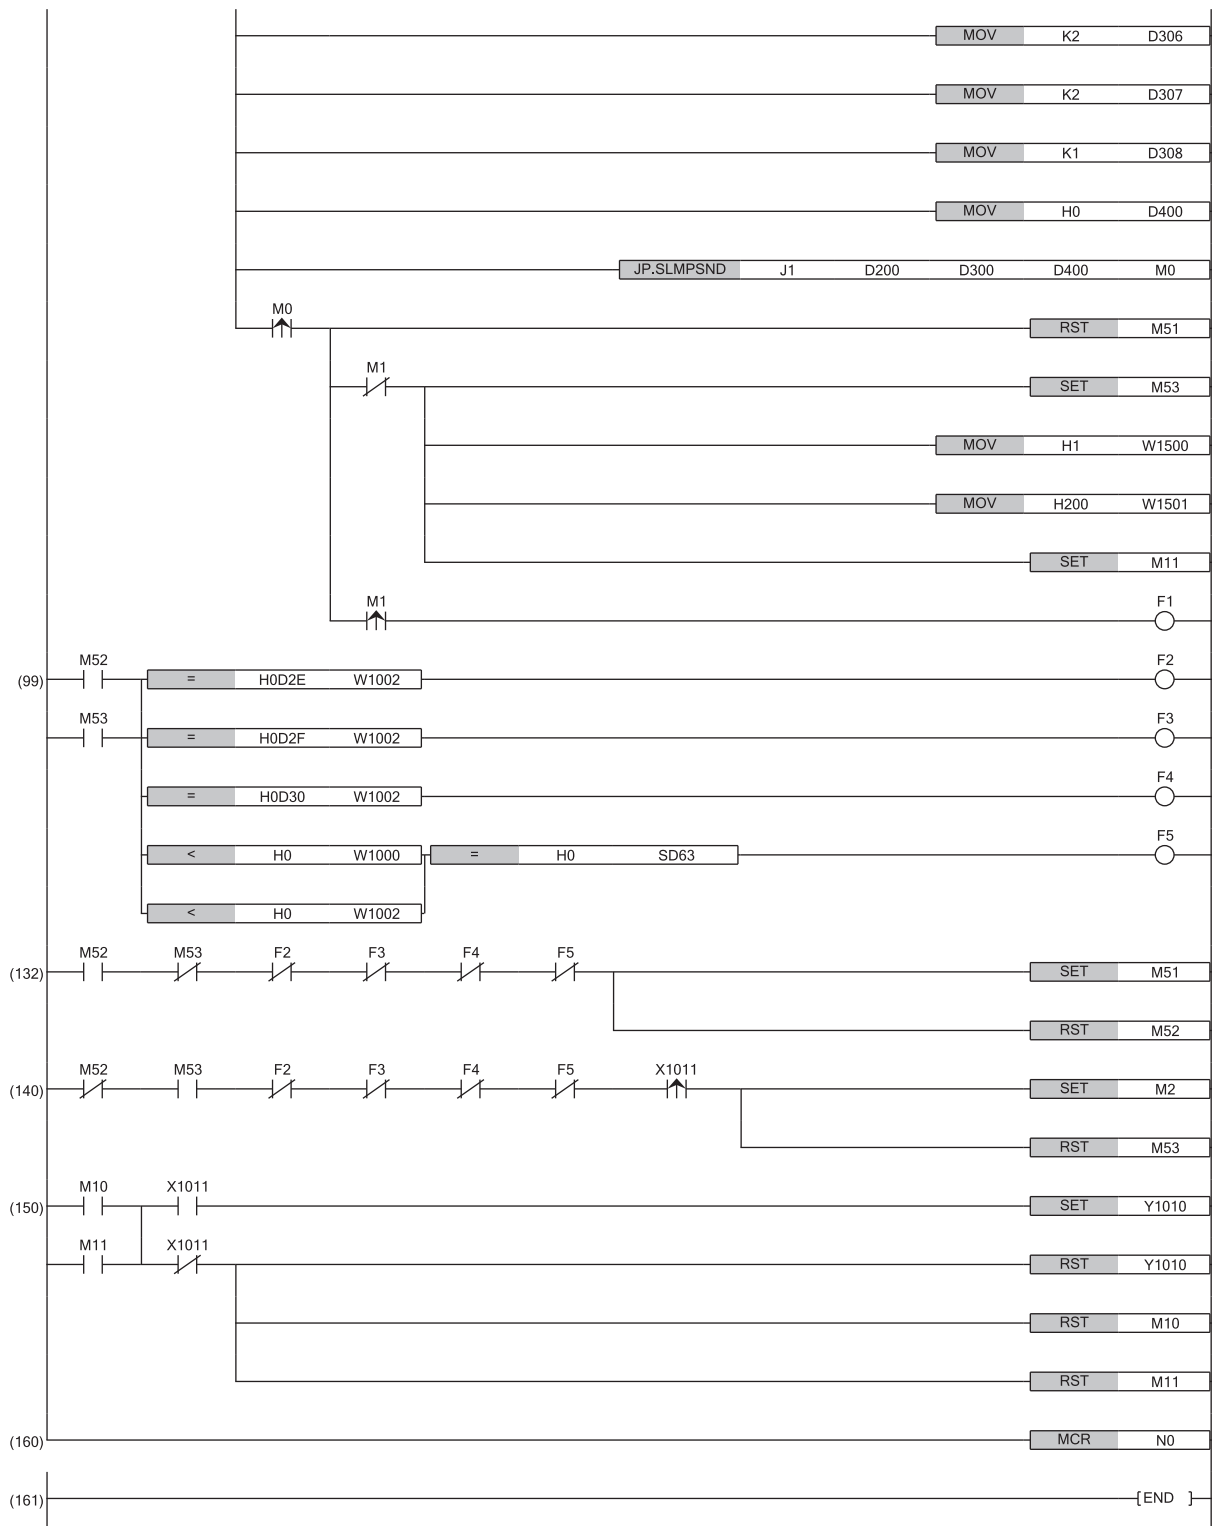 MOV K2 D306
MOV K2 D307
MOV K1 D308
MOV H0 D400
JP.SLMPSND J1 D200 D300 D400 M0
M0
RST M51
M1
SET M53
MOV H1 W1500
MOV H200 W1501
SET M11
M1 F1
M52 F2
(99) = H0D2E W1002
M53 F3
= H0D2F W1002
F4
= H0D30 W1002
F5
< H0 W1000 = H0 SD63
< H0 W1002
M52 M53 F2 F3 F4 F5
(132) SET M51
RST M52
M52 M53 F2 F3 F4 F5 X1011
(140) SET M2
RST M53
M10 X1011
(150) SET Y1010
M11 X1011
RST Y1010
RST M10
RST M11
(160) MCR N0
(161) [END ]